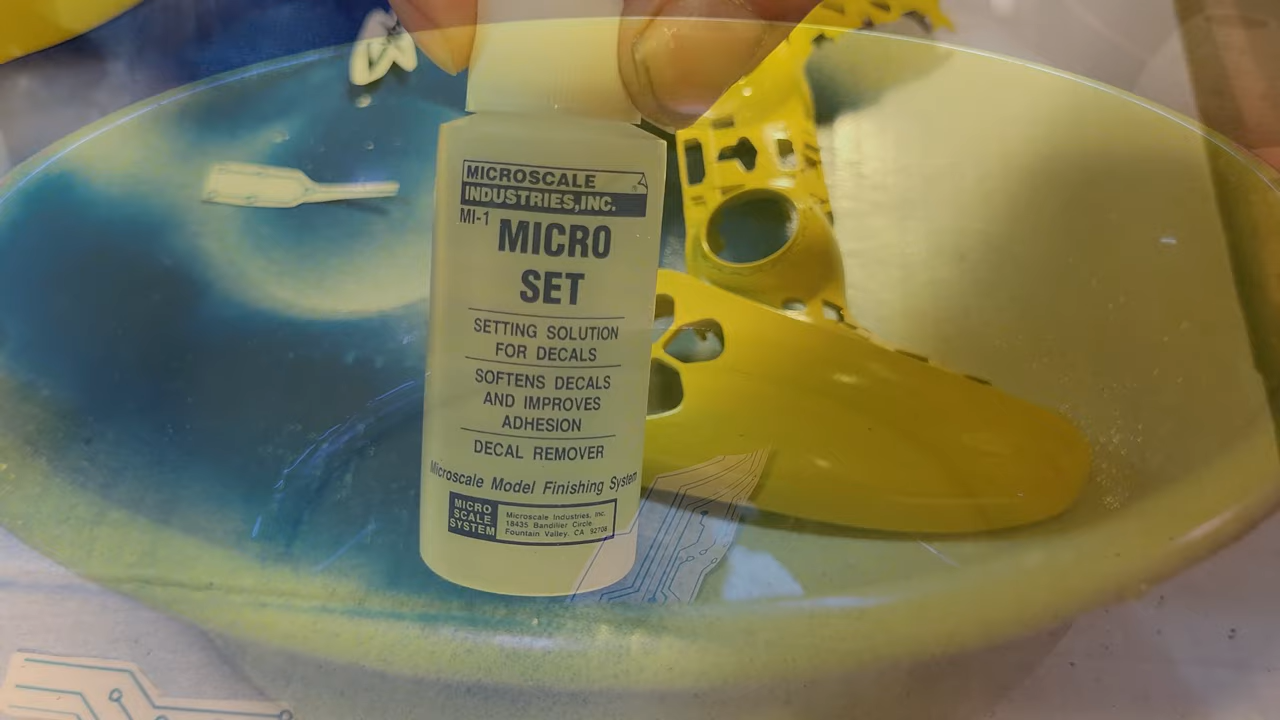 MICROSCALE
INDUSTRIES,INC.
MI-1
MICRO
SET
SETTING SOLUTION
FOR DECALS
SOFTENS DECALS
AND IMPROVES
ADHESION
DECAL REMOVER
Microscale Model Finishing System
MICRO
SCALE
SYSTEM
Microscale Industries, Inc.
18435 Bandilier Circle
Fountain Valley, CA 92708